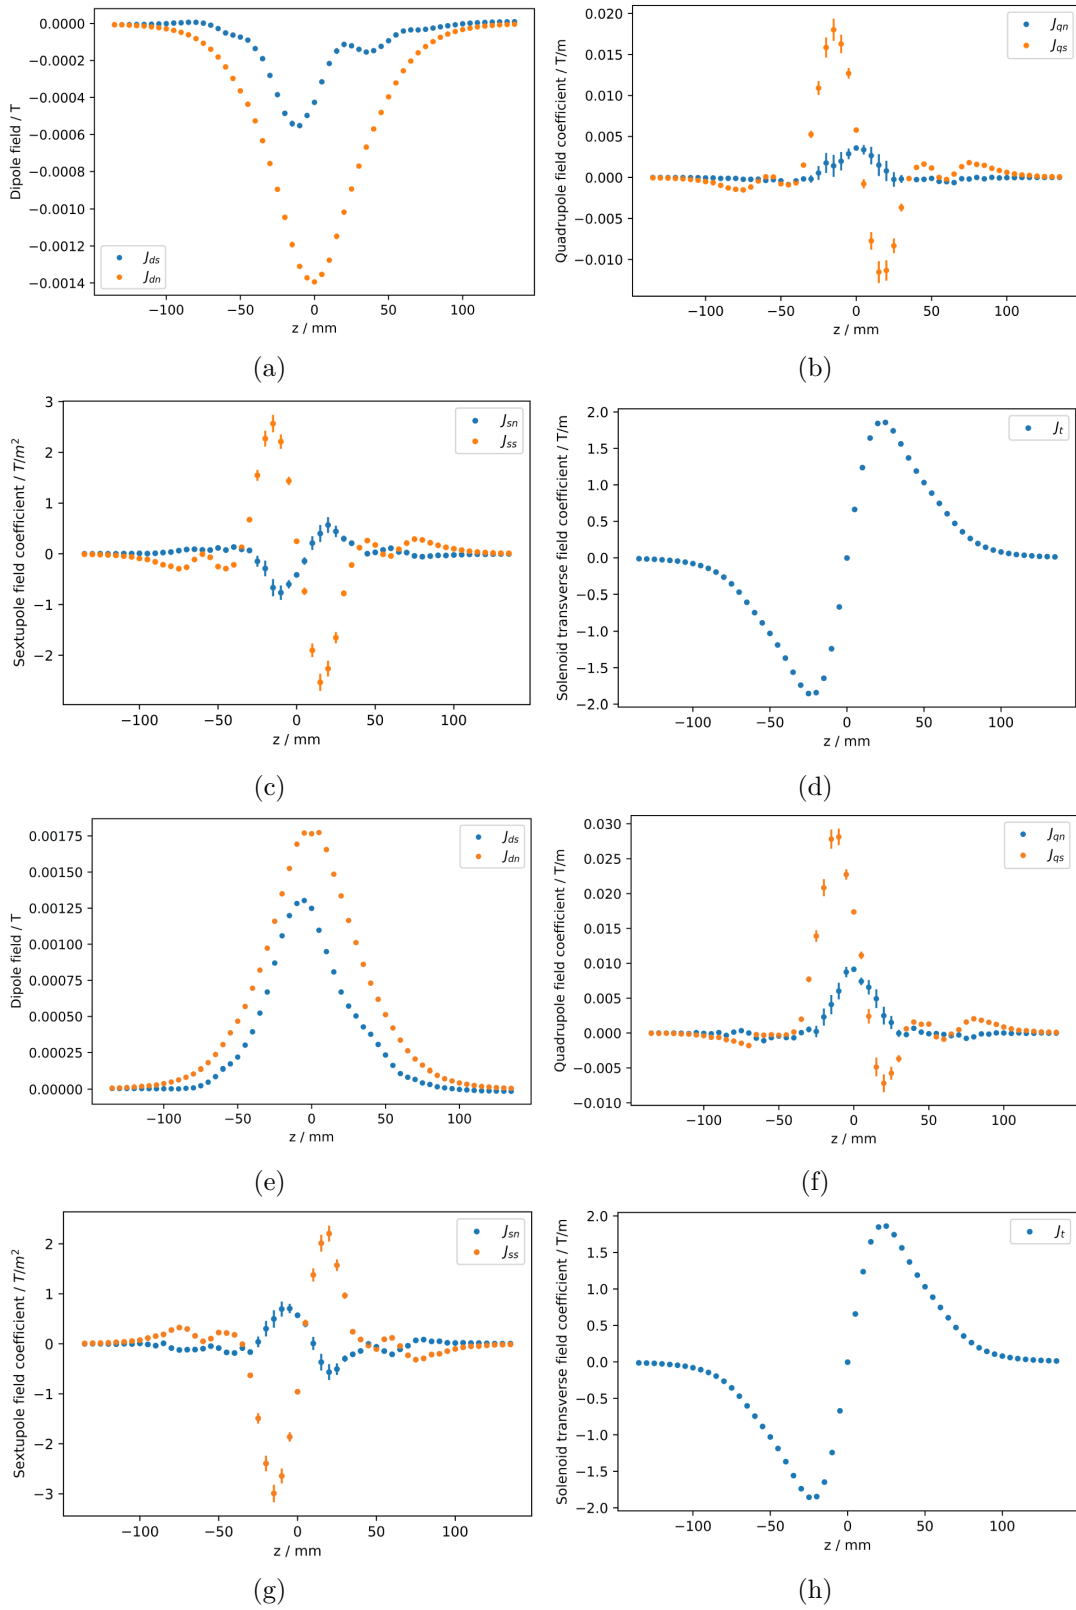 0.0000
−0.0002
−0.0004
−0.0006
−0.0008
−0.0010
−0.0012
−0.0014
Dipole field / T
J_ds
J_dn
−100 −50 0 50 100
z / mm
(a)
0.020
0.015
0.010
0.005
0.000
−0.005
−0.010
Quadrupole field coefficient / T/m
J_qn
J_qs
−100 −50 0 50 100
z / mm
(b)
3
2
1
0
−1
−2
Sextupole field coefficient / T/m²
J_sn
J_ss
−100 −50 0 50 100
z / mm
(c)
2.0
1.5
1.0
0.5
0.0
−0.5
−1.0
−1.5
−2.0
Solenoid transverse field coefficient / T/m
J_t
−100 −50 0 50 100
z / mm
(d)
0.00175
0.00150
0.00125
0.00100
0.00075
0.00050
0.00025
0.00000
Dipole field / T
J_ds
J_dn
−100 −50 0 50 100
z / mm
(e)
0.030
0.025
0.020
0.015
0.010
0.005
0.000
−0.005
−0.010
Quadrupole field coefficient / T/m
J_qn
J_qs
−100 −50 0 50 100
z / mm
(f)
2
1
0
−1
−2
−3
Sextupole field coefficient / T/m²
J_sn
J_ss
−100 −50 0 50 100
z / mm
(g)
2.0
1.5
1.0
0.5
0.0
−0.5
−1.0
−1.5
−2.0
Solenoid transverse field coefficient / T/m
J_t
−100 −50 0 50 100
z / mm
(h)